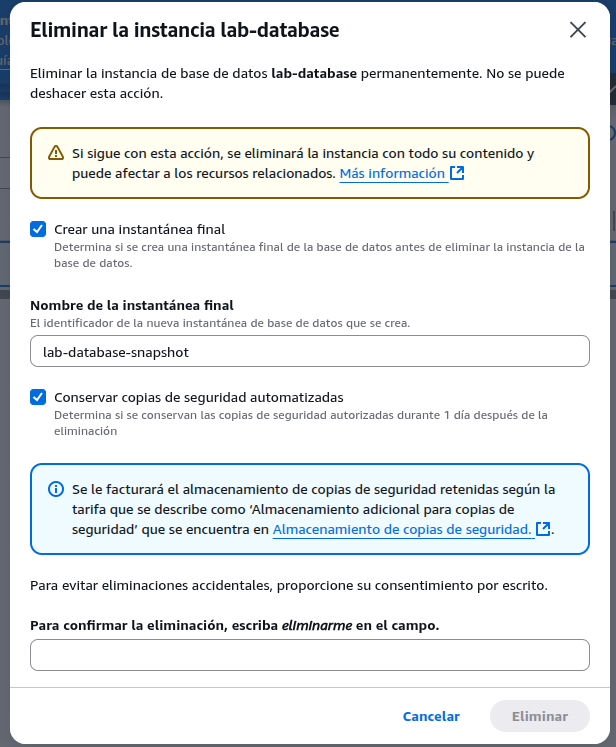 Eliminar la instancia lab-database
Eliminar la instancia de base de datos lab-database permanentemente. No se puede
deshacer esta acción.
Si sigue con esta acción, se eliminará la instancia con todo su contenido y
puede afectar a los recursos relacionados. Más información
Crear una instantánea final
Determina si se crea una instantánea final de la base de datos antes de eliminar la instancia de la
base de datos.
Nombre de la instantánea final
El identificador de la nueva instantánea de base de datos que se crea.
lab-database-snapshot
Conservar copias de seguridad automatizadas
Determina si se conservan las copias de seguridad autorizadas durante 1 día después de la
eliminación
Se le facturará el almacenamiento de copias de seguridad retenidas según la
tarifa que se describe como ‘Almacenamiento adicional para copias de
seguridad’ que se encuentra en Almacenamiento de copias de seguridad. .
Para evitar eliminaciones accidentales, proporcione su consentimiento por escrito.
Para confirmar la eliminación, escriba eliminarme en el campo.
Cancelar Eliminar